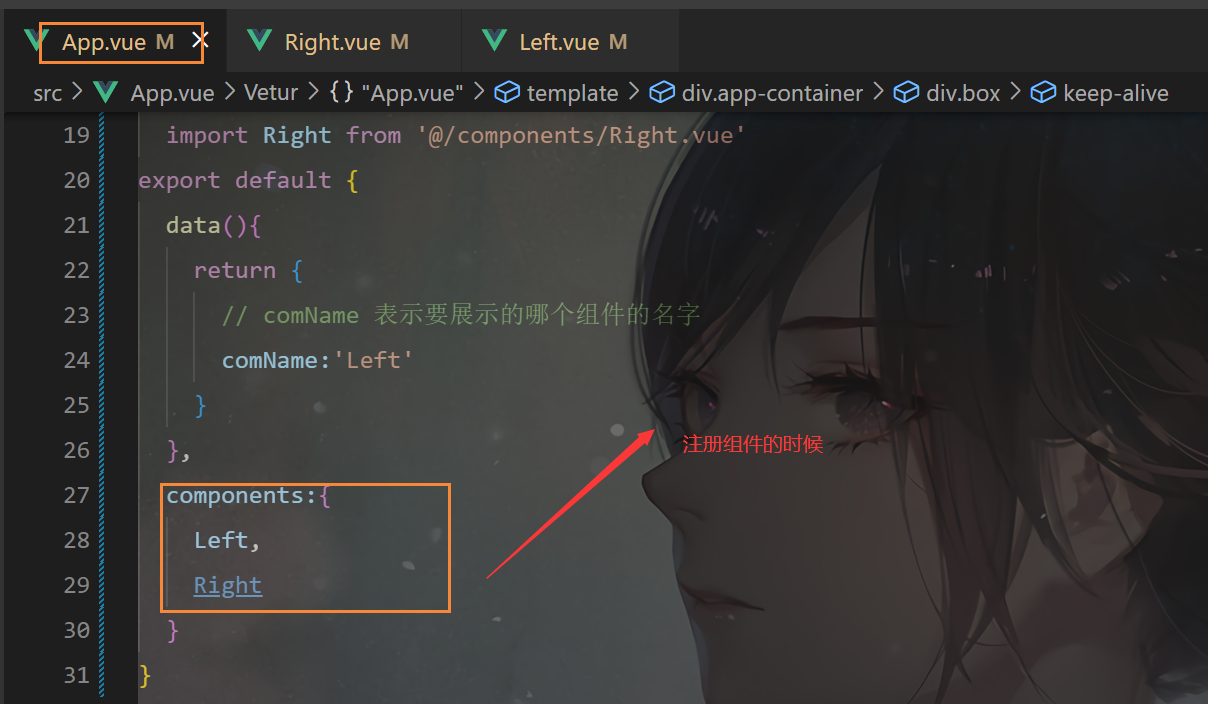 App.vue M Right.vue M Left.vue M
src > App.vue > Vetur > {} "App.vue" > template > div.app-container > div.box > keep-alive
19 import Right from '@/components/Right.vue'
20 export default {
21 data(){
22 return {
23 // comName 表示要展示的哪个组件的名字
24 comName:'Left'
25 }
26 },
注册组件的时候
27 components:{
28 Left,
29 Right
30 }
31 }